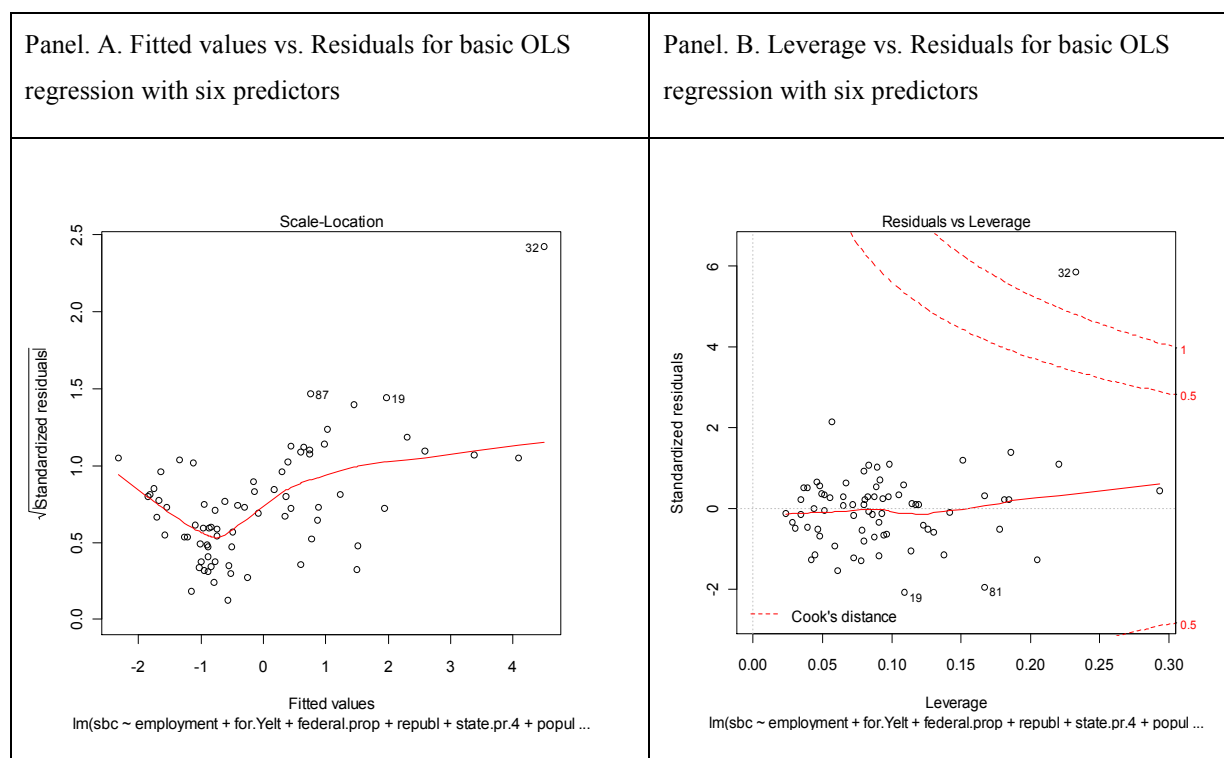 Panel. A. Fitted values vs. Residuals for basic OLS
regression with six predictors
Panel. B. Leverage vs. Residuals for basic OLS
regression with six predictors
Scale-Location
2.5
2.0
1.5
1.0
0.5
0.0
√|Standardized residuals|
32
87
19
-2
-1
0
1
2
3
4
Fitted values
lm(sbc ~ employment + for.Yelt + federal.prop + republ + state.pr.4 + popul ...
Residuals vs Leverage
6
4
2
0
-2
Standardized residuals
32
1
0.5
19
81
Cook's distance
0.5
0.00
0.05
0.10
0.15
0.20
0.25
0.30
Leverage
lm(sbc ~ employment + for.Yelt + federal.prop + republ + state.pr.4 + popul ...